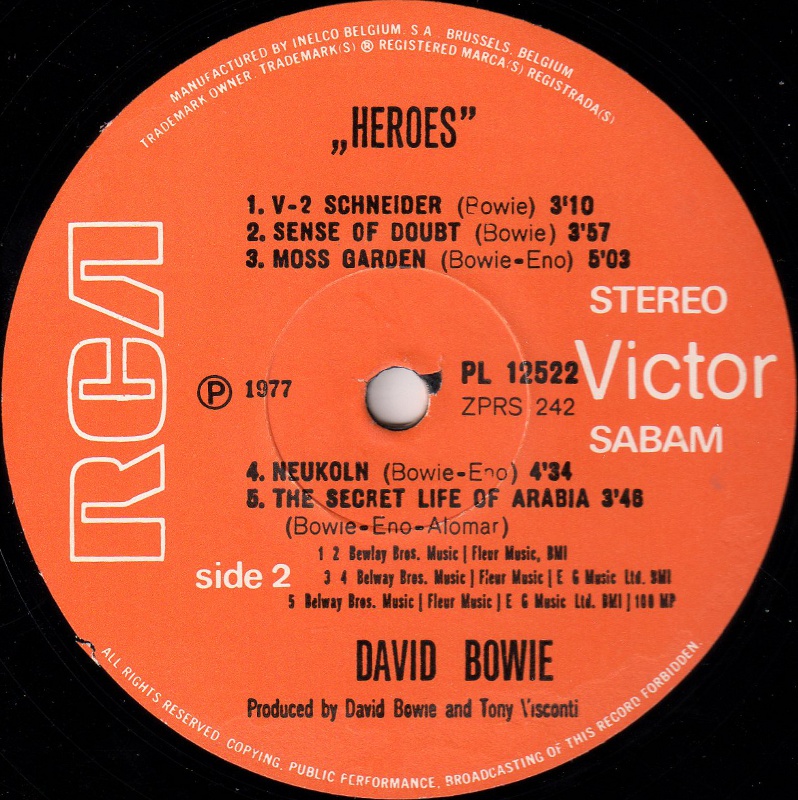 MANUFACTURED BY INELCO BELGIUM. S.A. BRUSSELS. BELGIUM
TRADEMARK OWNER. TRADEMARK(S) ® REGISTERED MARCA(S) REGISTRADA(S)
„HEROES”
1. V-2 SCHNEIDER (Bowie) 3'10
2. SENSE OF DOUBT (Bowie) 3'57
3. MOSS GARDEN (Bowie-Eno) 5'03
RCA
STEREO
Victor
SABAM
℗ 1977
PL 12522
ZPRS 242
4. NEUKOLN (Bowie-Eno) 4'34
5. THE SECRET LIFE OF ARABIA 3'46
(Bowie-Eno-Alomar)
side 2
1 2 Bewlay Bros. Music | Fleur Music, BMI
3 4 Belway Bros. Music | Fleur Music | E G Music Ltd. BMI
5 Belway Bros. Music | Fleur Music | E G Music Ltd. BMI | 100 MP
DAVID BOWIE
Produced by David Bowie and Tony Visconti
ALL RIGHTS RESERVED. COPYING, PUBLIC PERFORMANCE, BROADCASTING OF THIS RECORD FORBIDDEN.